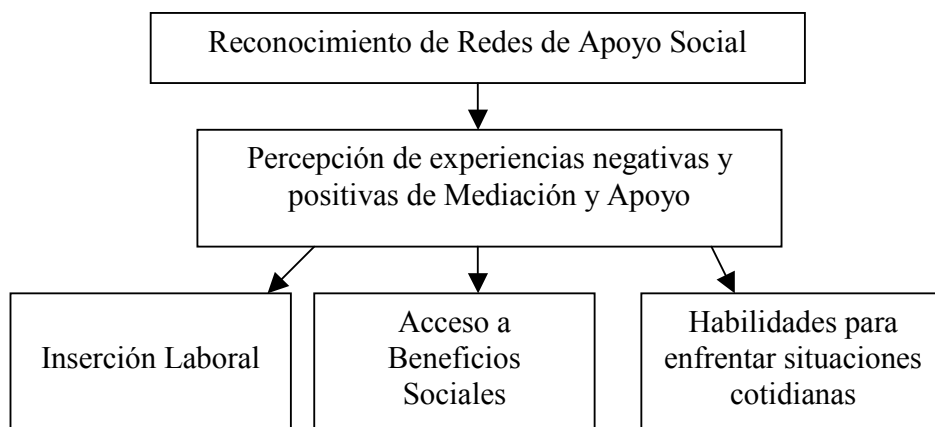 Reconocimiento de Redes de Apoyo Social
Percepción de experiencias negativas y
positivas de Mediación y Apoyo
Inserción Laboral
Acceso a
Beneficios
Sociales
Habilidades para
enfrentar situaciones
cotidianas